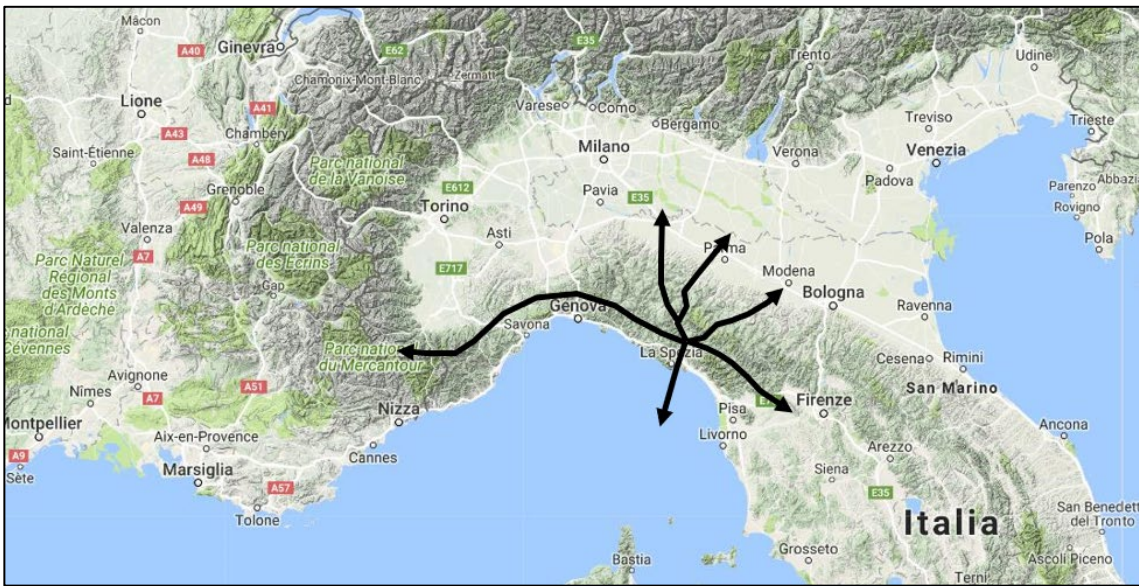 Mâcon
A40
Ginevra
E62
E35
Trento
Udine
Chamonix-Mont-Blanc
Zermatt
Lione
A41
Varese
Como
Bergamo
Treviso
Trieste
A43
Chambéry
Milano
Verona
Venezia
Saint-Étienne
A48
Parc national
de la Vanoise
Padova
Abbazi
Grenoble
E612
Pavia
E35
Parenzo
Rovigno
A49
Torino
Valenza
Asti
Parma
Pola
Parc national
des Ecrins
A7
Parc Naturel
Régional
des Monts
d'Ardèche
Gap
E717
Modena
Bologna
Genova
Ravenna
Savona
national
Cévennes
Parc national
du Mercantour
La Spezia
Cesena
Rimini
Avignone
A51
San Marino
Nîmes
A7
Nizza
Pisa
Firenze
Montpellier
Aix-en-Provence
Livorno
Ancona
A9
Cannes
Arezzo
Sète
Marsiglia
Siena
A57
E35
Tolone
Italia
San Benedett
del Tronto
Bastia
Grosseto
Ascoli Piceno
Terni